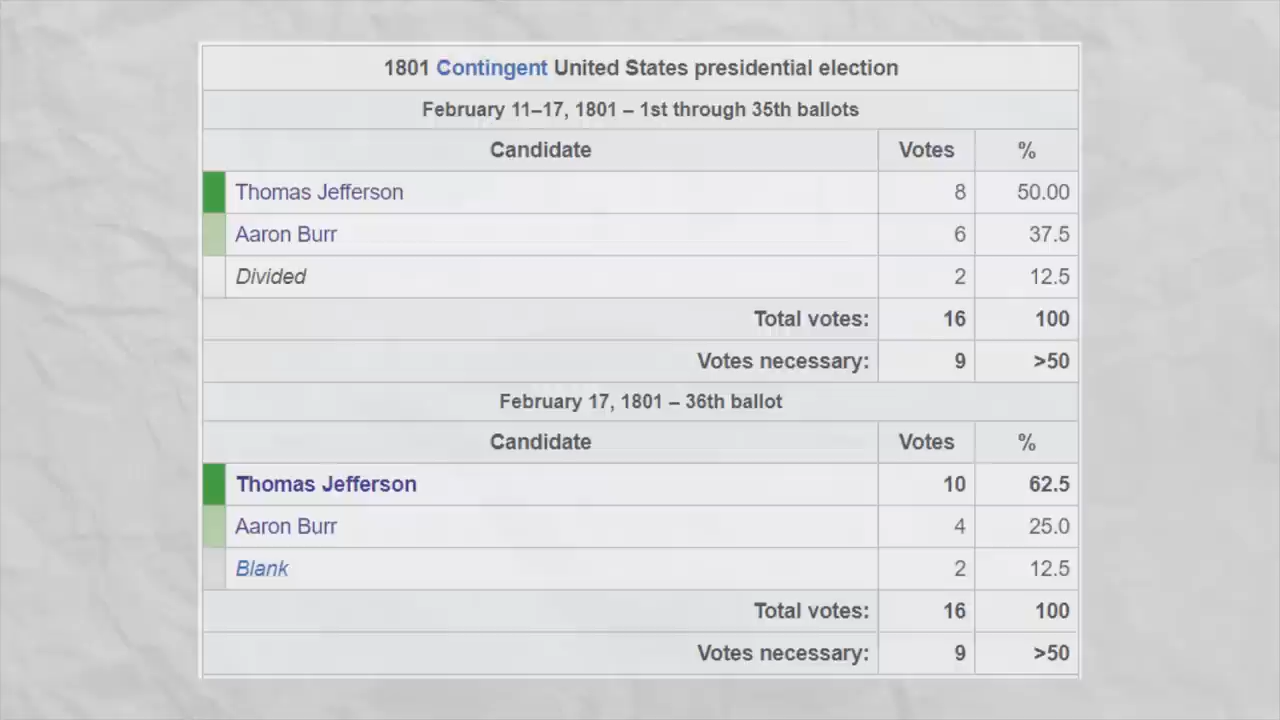 1801 Contingent United States presidential election
February 11–17, 1801 – 1st through 35th ballots
Candidate Votes %
Thomas Jefferson 8 50.00
Aaron Burr 6 37.5
Divided 2 12.5
Total votes: 16 100
Votes necessary: 9 >50
February 17, 1801 – 36th ballot
Candidate Votes %
Thomas Jefferson 10 62.5
Aaron Burr 4 25.0
Blank 2 12.5
Total votes: 16 100
Votes necessary: 9 >50